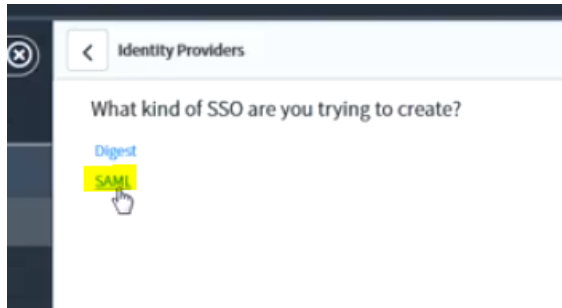 Identity Providers
What kind of SSO are you trying to create?
Digest
SAML